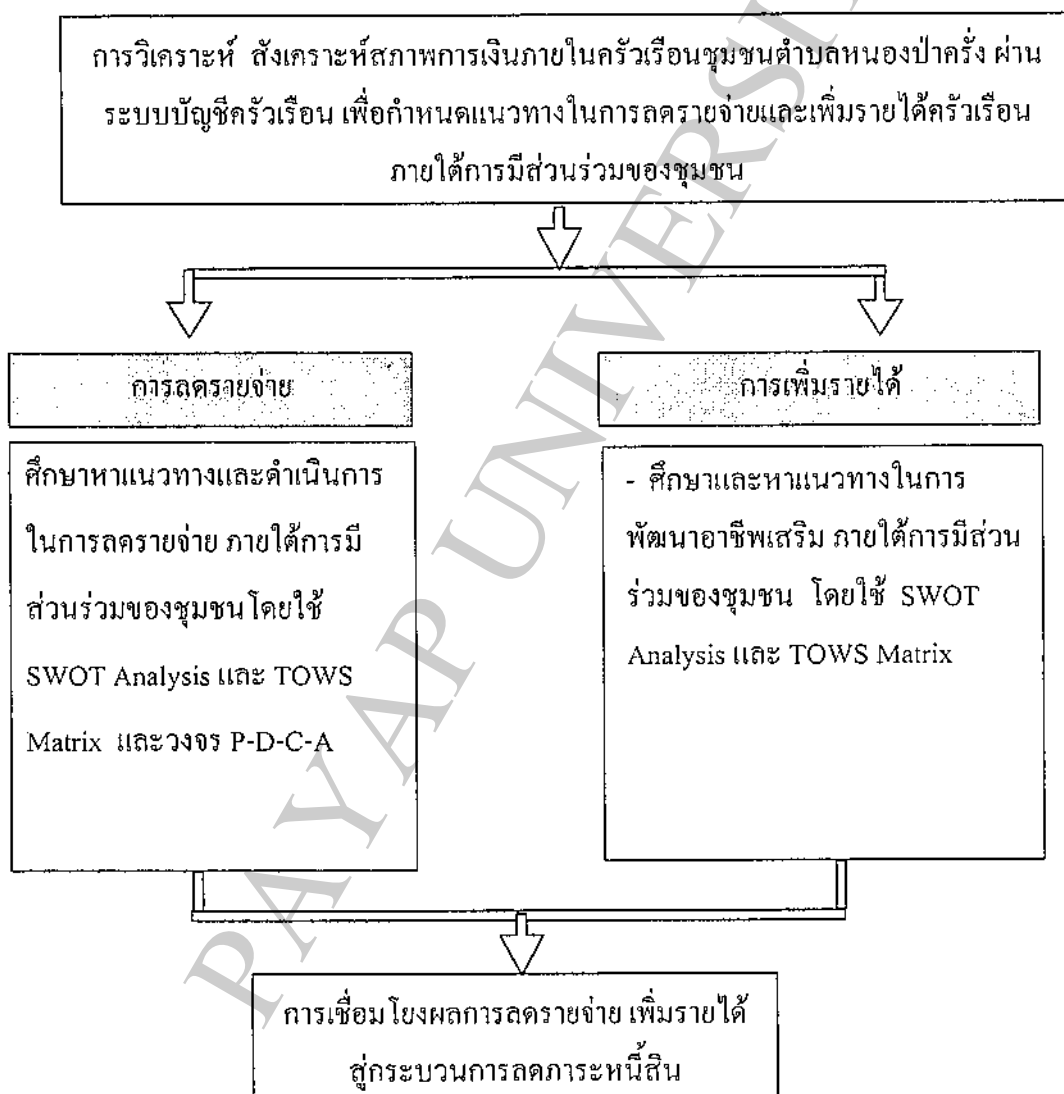 การวิเคราะห์ สังเคราะห์สภาพการเงินภายในครัวเรือนชุมชนตำบลหนองป่าครั่ง ผ่าน
ระบบบัญชีครัวเรือน เพื่อกำหนดแนวทางในการลดรายจ่ายและเพิ่มรายได้ครัวเรือน
ภายใต้การมีส่วนร่วมของชุมชน
การลดรายจ่าย
ศึกษาหาแนวทางและดำเนินการ
ในการลดรายจ่าย ภายใต้การมี
ส่วนร่วมของชุมชน โดยใช้
SWOT Analysis และ TOWS
Matrix และวงจร P-D-C-A
การเพิ่มรายได้
- ศึกษาและหาแนวทางในการ
พัฒนาอาชีพเสริม ภายใต้การมีส่วน
ร่วมของชุมชน โดยใช้ SWOT
Analysis และ TOWS Matrix
การเชื่อมโยงผลการลดรายจ่าย เพิ่มรายได้
สู่กระบวนการลดภาระหนี้สิน
PAYAP UNIVERSI